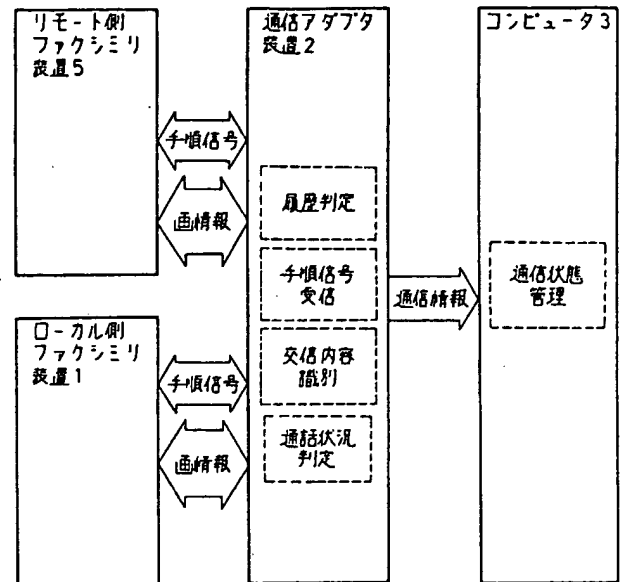 リモート側
ファクシミリ
装置5
通信アダプタ
装置2
コンピュータ3
手順信号
画情報
履歴判定
手順信号
受信
通信情報
通信状態
管理
ローカル側
ファクシミリ
装置1
手順信号
画情報
交信内容
識別
通話状況
判定